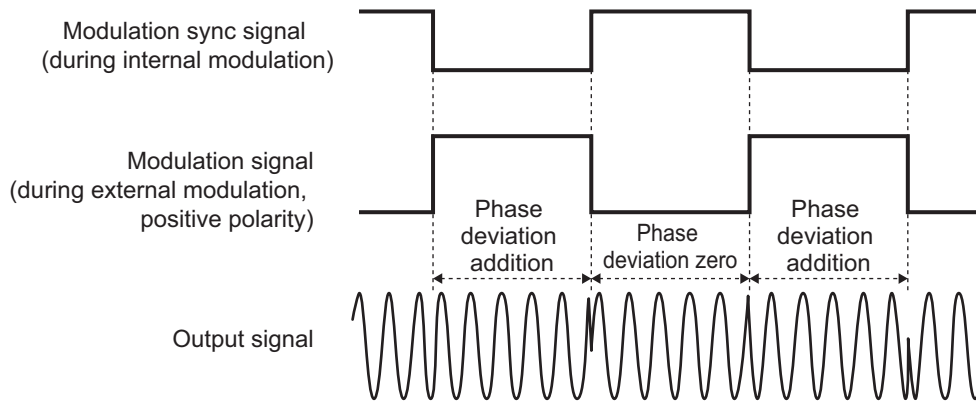 Modulation sync signal
(during internal modulation)
Modulation signal
(during external modulation,
positive polarity)
Phase
deviation
addition
Phase
deviation zero
Phase
deviation
addition
Output signal